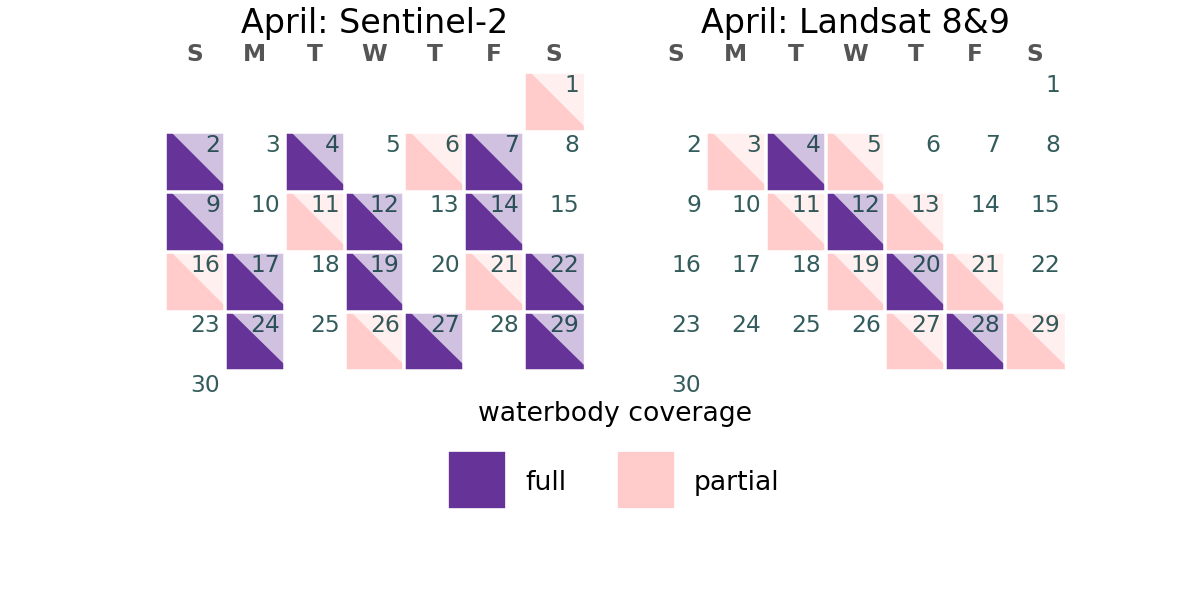 April: Sentinel-2
S M T W T F S
1
2 3 4 5 6 7 8
9 10 11 12 13 14 15
16 17 18 19 20 21 22
23 24 25 26 27 28 29
30
April: Landsat 8&9
S M T W T F S
1
2 3 4 5 6 7 8
9 10 11 12 13 14 15
16 17 18 19 20 21 22
23 24 25 26 27 28 29
30
waterbody coverage
full partial